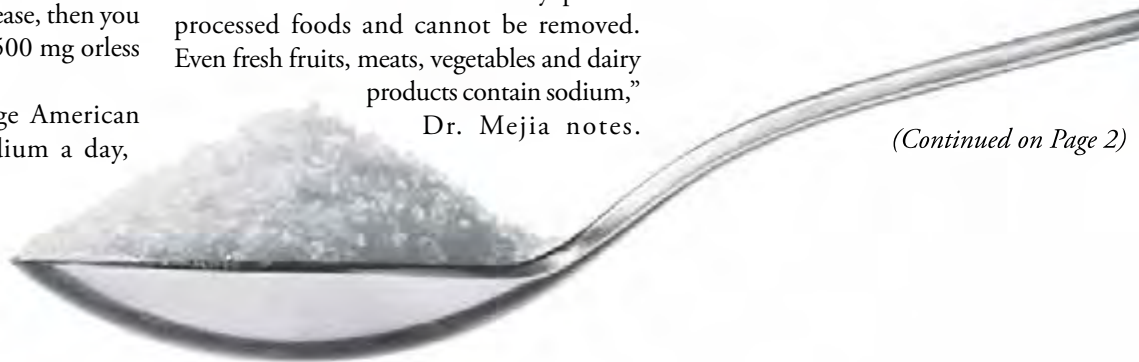 ease, then you
500 mg orless
ge American
lium a day,
processed foods and cannot be removed.
Even fresh fruits, meats, vegetables and dairy
products contain sodium,”
Dr. Mejia notes.
(Continued on Page 2)